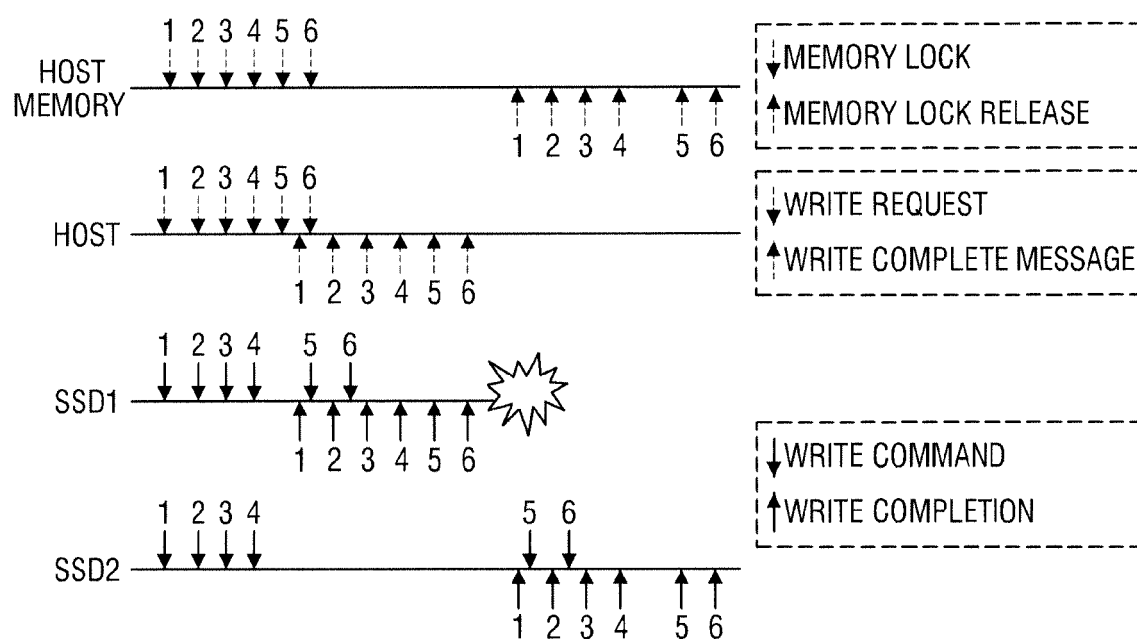 1 2 3 4 5 6
HOST
MEMORY
1 2 3 4 5 6
MEMORY LOCK
MEMORY LOCK RELEASE
1 2 3 4 5 6
HOST
1 2 3 4 5 6
WRITE REQUEST
WRITE COMPLETE MESSAGE
1 2 3 4 5 6
SSD1
1 2 3 4 5 6
1 2 3 4 5 6
SSD2
1 2 3 4 5 6
WRITE COMMAND
WRITE COMPLETION